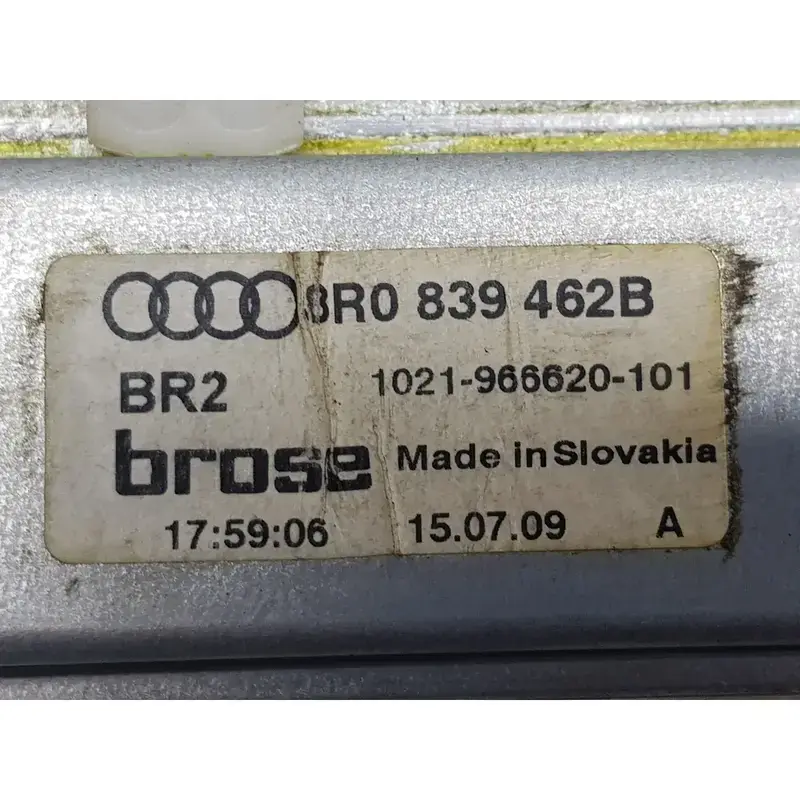 8R0 839 462B
BR2 1021-966620-101
brose Made in Slovakia
17:59:06 15.07.09 A